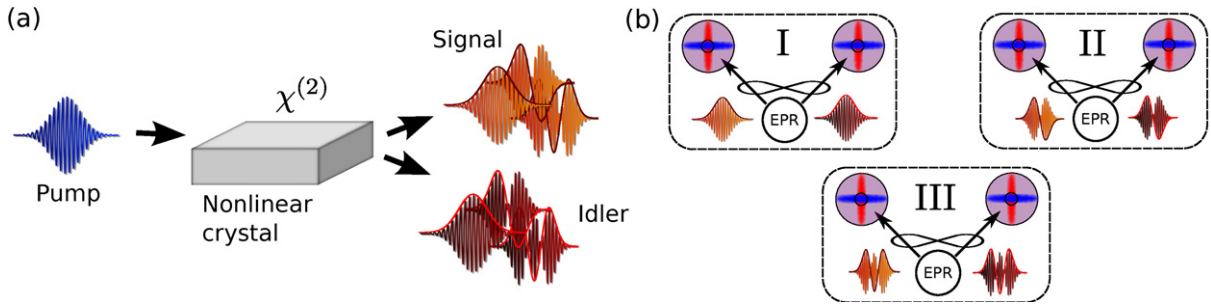 (a)
Pump
χ(2)
Nonlinear
crystal
Signal
Idler
(b)
I
EPR
II
EPR
III
EPR